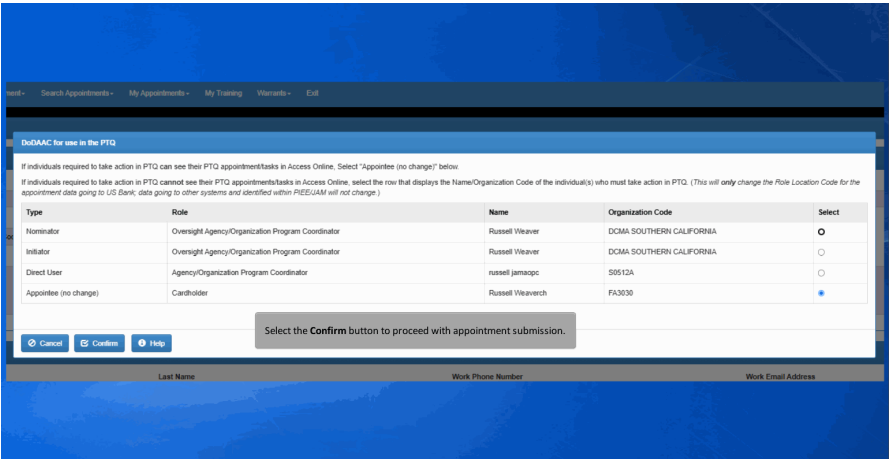 Search Appointments
My Appointments
My Training
Warrants
Exit
DoDAAC for use in the PTQ
If individuals required to take action in PTQ can see their PTQ appointment/tasks in Access Online, Select "Appointee (no change)" below.
If individuals required to take action in PTQ cannot see their PTQ appointments/tasks in Access Online, select the row that displays the Name/Organization Code of the individual(s) who must take action in PTQ. (This will only change the Role Location Code for the
appointment data going to US Bank; data going to other systems and identified within PIEE/JAM will not change.)
Type Role Name Organization Code Select
Nominator Oversight Agency/Organization Program Coordinator Russell Weaver DCMA SOUTHERN CALIFORNIA
Initiator Oversight Agency/Organization Program Coordinator Russell Weaver DCMA SOUTHERN CALIFORNIA
Direct User Agency/Organization Program Coordinator russell jamaopc S0512A
Appointee (no change) Cardholder Russell Weaverch FA3030
Select the Confirm button to proceed with appointment submission.
Cancel Confirm Help
Last Name Work Phone Number Work Email Address